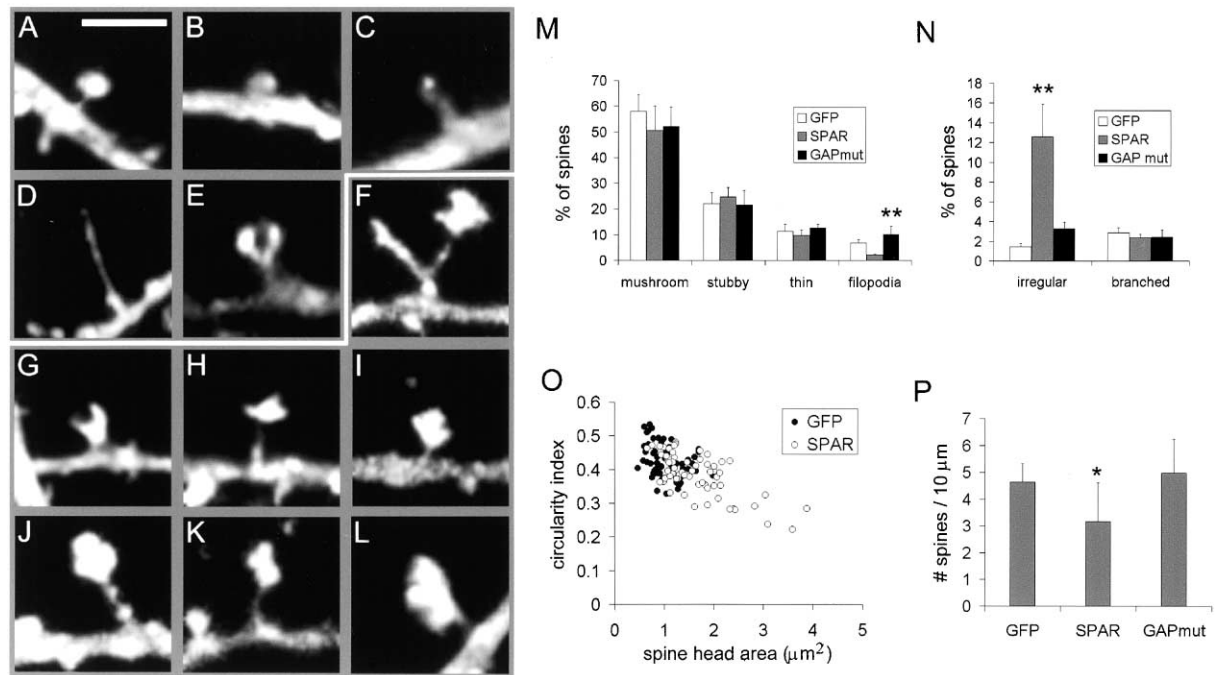 A
B
C
D
E
F
G
H
I
J
K
L
M
% of spines
70
60
50
40
30
20
10
0
GFP
SPAR
GAPmut
**
mushroom stubby thin filopodia
N
% of spines
18
16
14
12
10
8
6
4
2
0
**
GFP
SPAR
GAP mut
irregular branched
O
circularity index
0.6
0.5
0.4
0.3
0.2
0.1
0
GFP
SPAR
0 1 2 3 4 5
spine head area (μm²)
P
# spines / 10 μm
7
6
5
4
3
2
1
0
*
GFP SPAR GAPmut